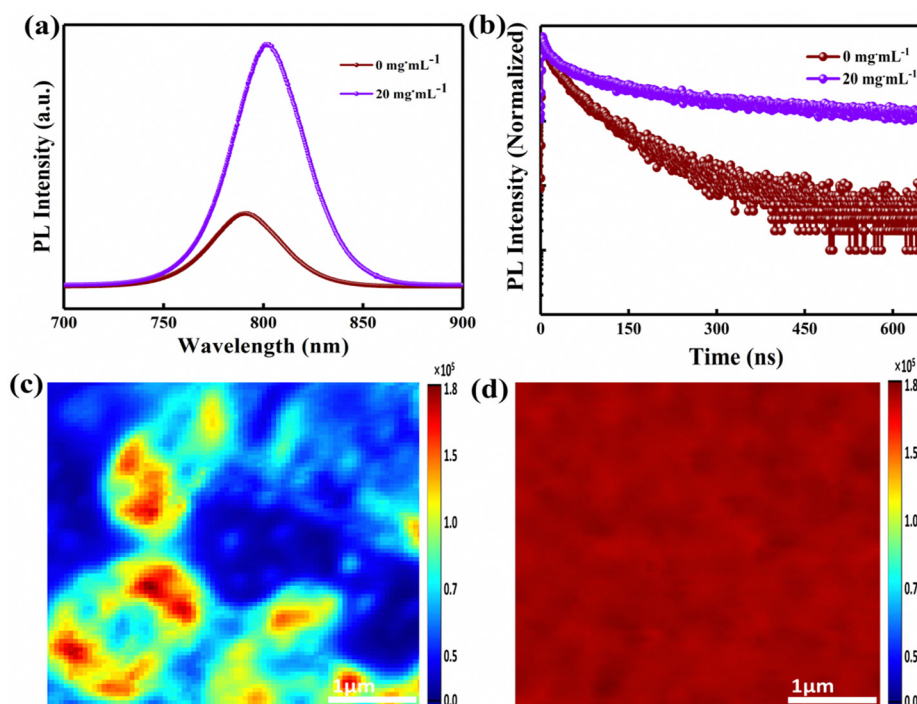 (a)
0 mg·mL⁻¹
20 mg·mL⁻¹
PL Intensity (a.u.)
700 750 800 850 900
Wavelength (nm)
(b)
0 mg·mL⁻¹
20 mg·mL⁻¹
PL Intensity (Normalized)
0 150 300 450 600
Time (ns)
(c)
×10⁵
1.8
1.5
1.0
0.7
0.5
0.0
1μm
(d)
×10⁵
1.8
1.5
1.0
0.7
0.5
0.0
1μm